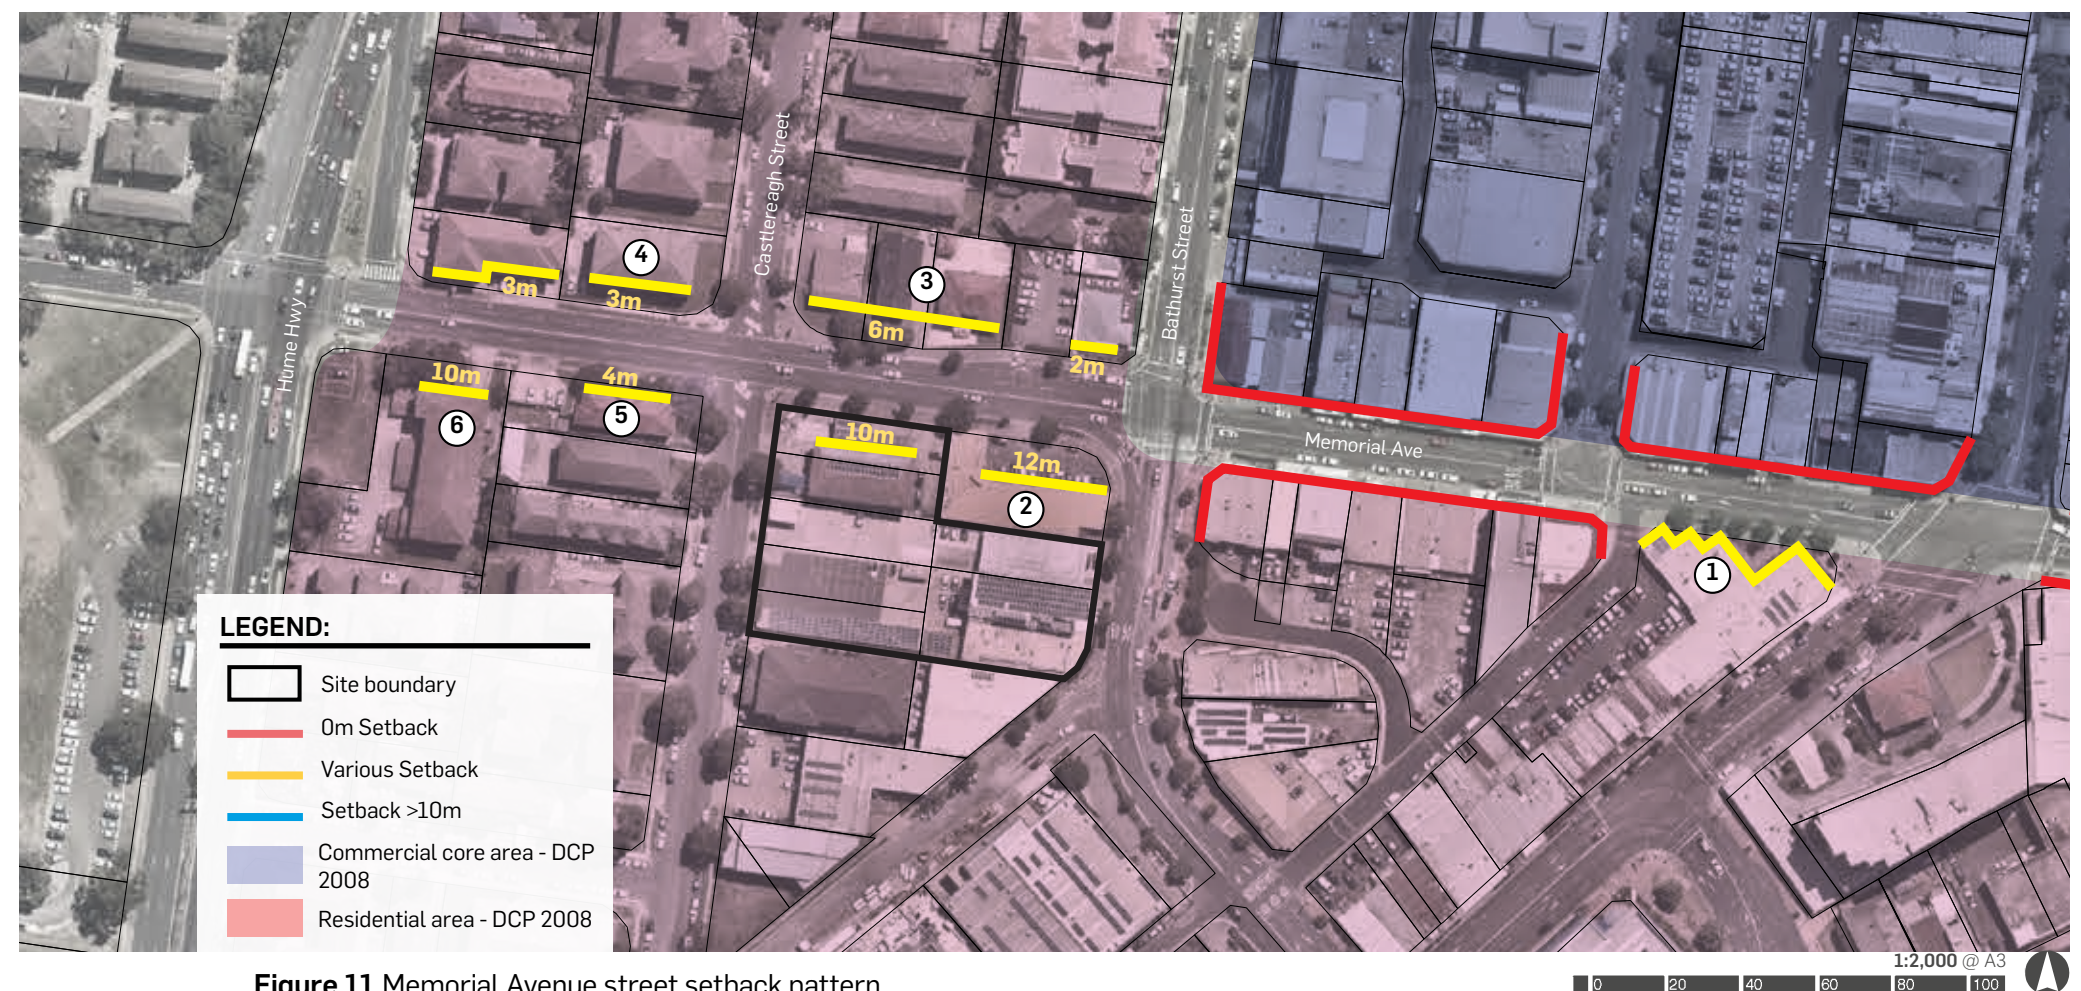 Castlereagh Street
Bathurst Street
Hume Hwy
Memorial Ave
4
3m
3m
3
6m
2m
10m
6
4m
5
10m
12m
2
1
LEGEND:
Site boundary
0m Setback
Various Setback
Setback >10m
Commercial core area - DCP
2008
Residential area - DCP 2008
Figure 11 Memorial Avenue street setback pattern
1:2,000 @ A3
0 20 40 60 80 100